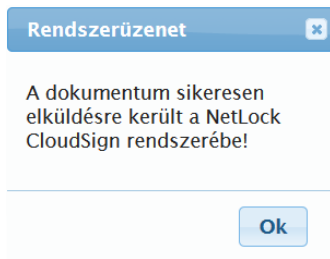 Rendszerüzenet
A dokumentum sikeresen
elküldésre került a NetLock
CloudSign rendszerébe!
Ok